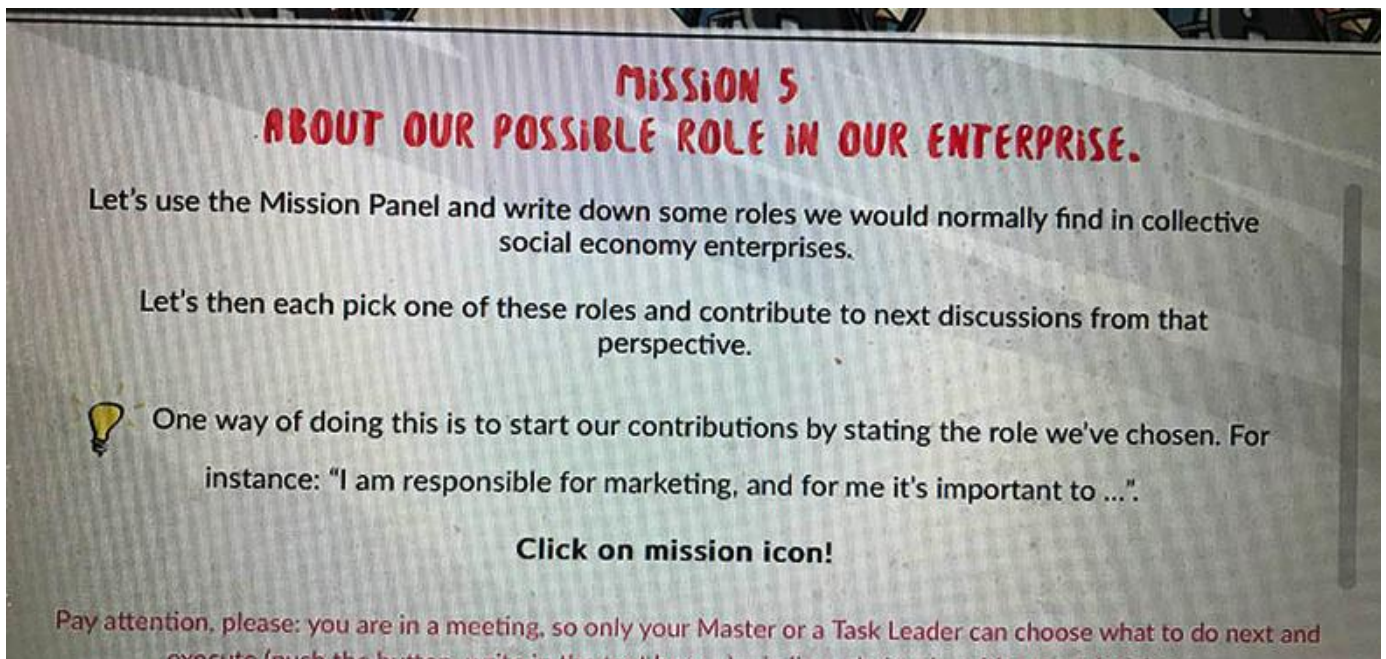 MISSION 5
ABOUT OUR POSSIBLE ROLE IN OUR ENTERPRISE.
Let's use the Mission Panel and write down some roles we would normally find in collective
social economy enterprises.
Let's then each pick one of these roles and contribute to next discussions from that
perspective.
One way of doing this is to start our contributions by stating the role we've chosen. For
instance: “I am responsible for marketing, and for me it's important to ...”.
Click on mission icon!
Pay attention, please: you are in a meeting, so only your Master or a Task Leader can choose what to do next and